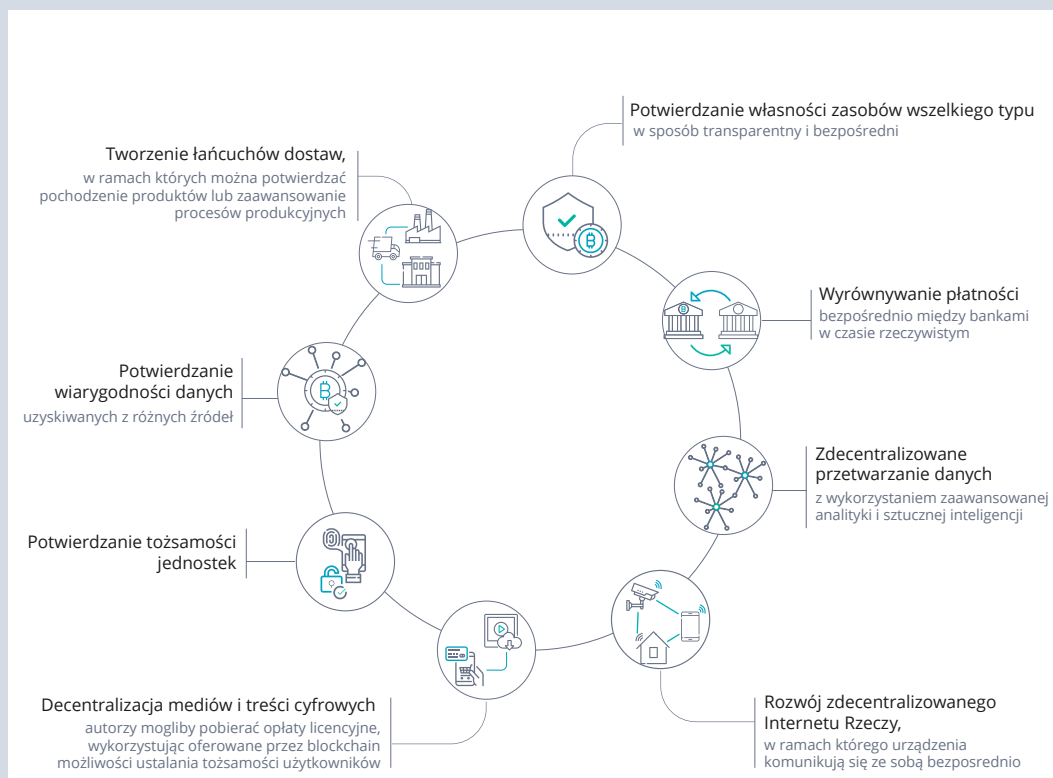 Potwierdzanie własności zasobów wszelkiego typu
w sposób transparentny i bezpośredni
Wyrównywanie płatności
bezpośrednio między bankami
w czasie rzeczywistym
Zdecentralizowane
przetwarzanie danych
z wykorzystaniem zaawansowanej
analityki i sztucznej inteligencji
Rozwój zdecentralizowanego
Internetu Rzeczy,
w ramach którego urządzenia
komunikują się ze sobą bezposrednio
Decentralizacja mediów i treści cyfrowych
autorzy mogliby pobierać opłaty licencyjne,
wykorzystując oferowane przez blockchain
możliwości ustalania tożsamości użytkowników
Potwierdzanie tożsamości
jednostek
Potwierdzanie
wiarygodności danych
uzyskiwanych z różnych źródeł
Tworzenie łańcuchów dostaw,
w ramach których można potwierdzać
pochodzenie produktów lub zaawansowanie
procesów produkcyjnych